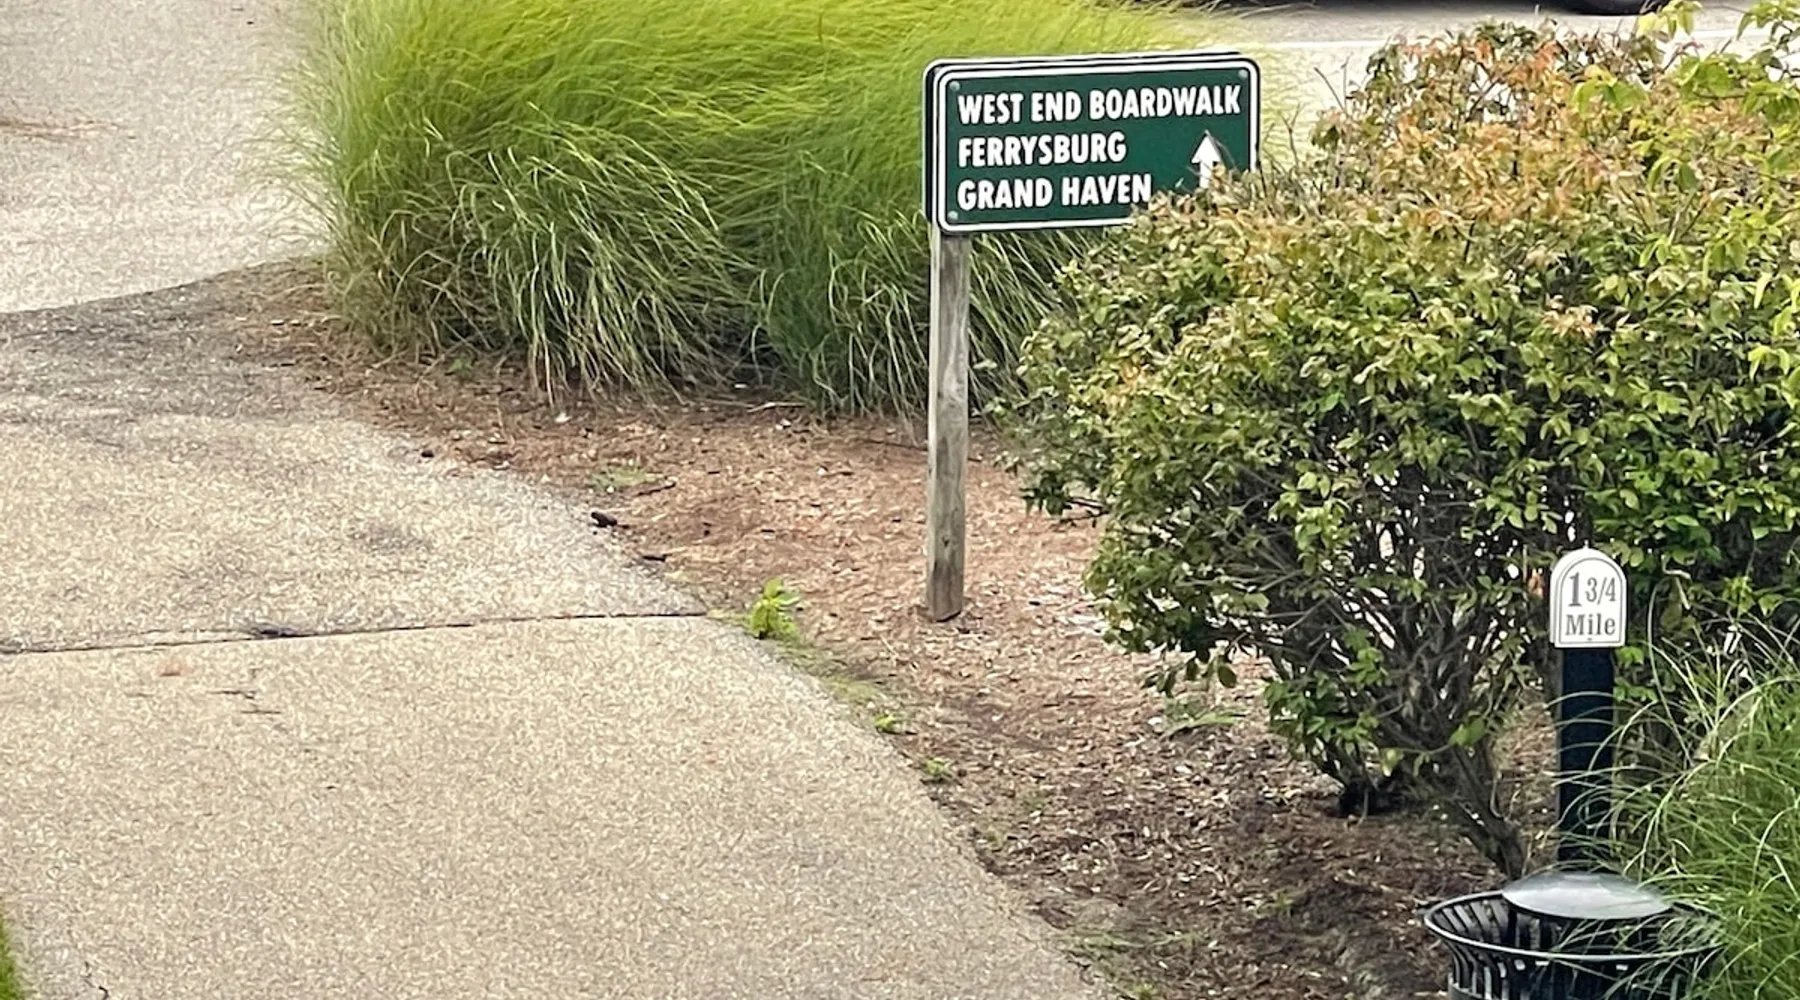 WEST END BOARDWALK
FERRYSBURG
GRAND HAVEN
1 3/4
Mile